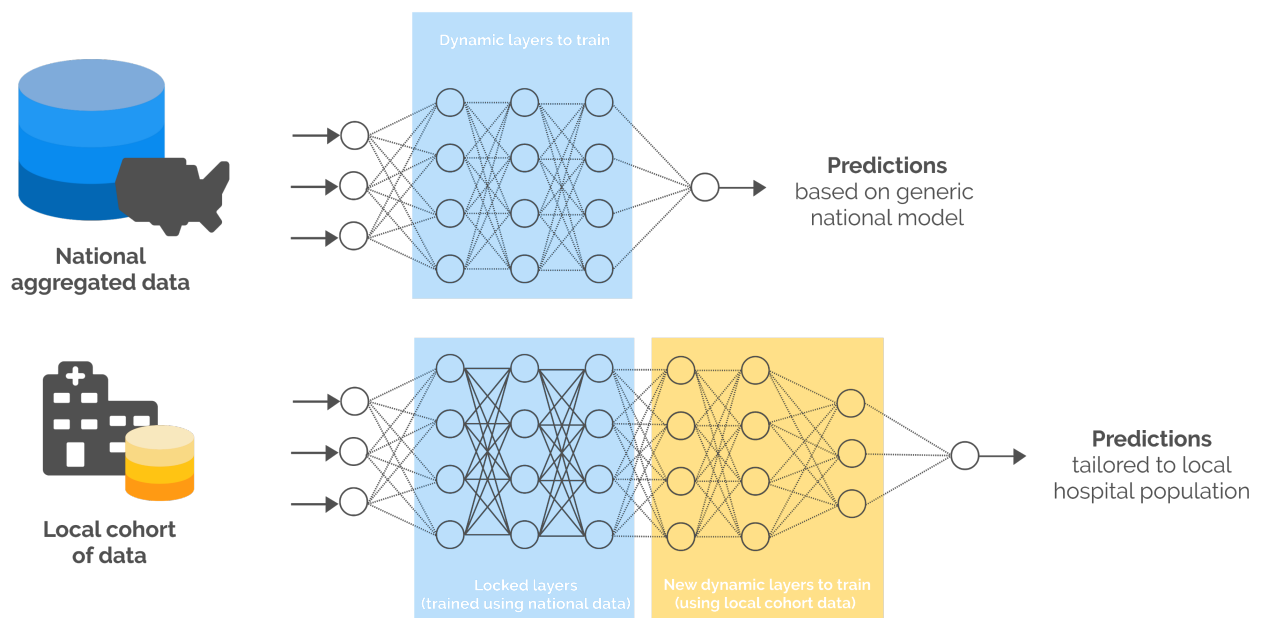 Dynamic layers to train
National
aggregated data
Predictions
based on generic
national model
Local cohort
of data
Locked layers
(trained using national data)
New dynamic layers to train
(using local cohort data)
Predictions
tailored to local
hospital population